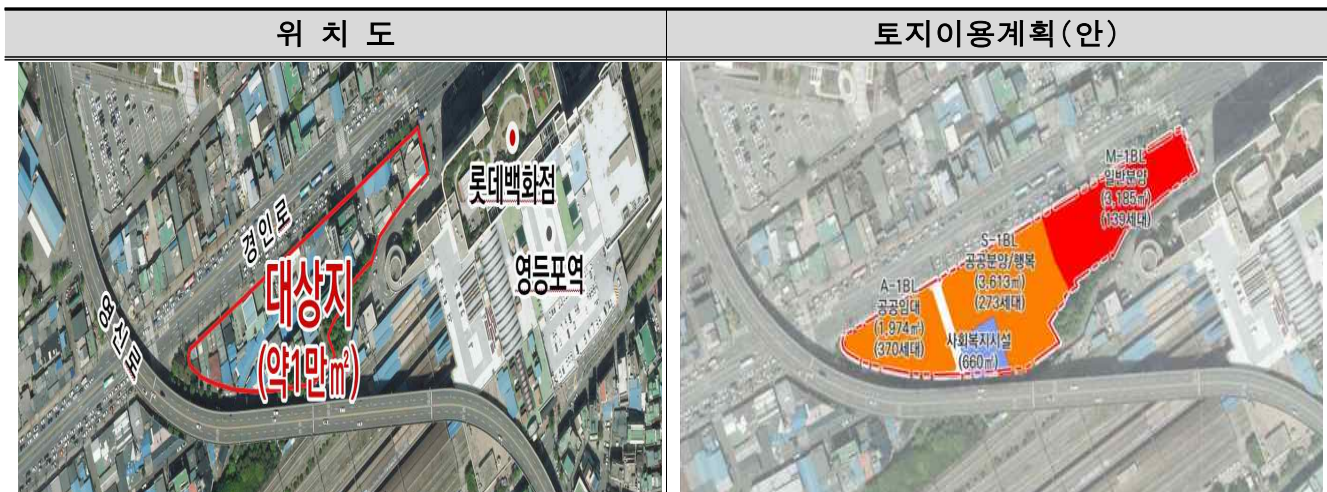 위 치 도
토지이용계획(안)
롯데백화점
경인로
영등포역
대상지
(약1만㎡)
영신로
M-1BL
일반분양
(3,185㎡)
(139세대)
S-1BL
공공분양/행복
(3,613㎡)
(273세대)
A-1BL
공공임대
(1,974㎡)
(370세대)
사회복지시설
(660㎡)